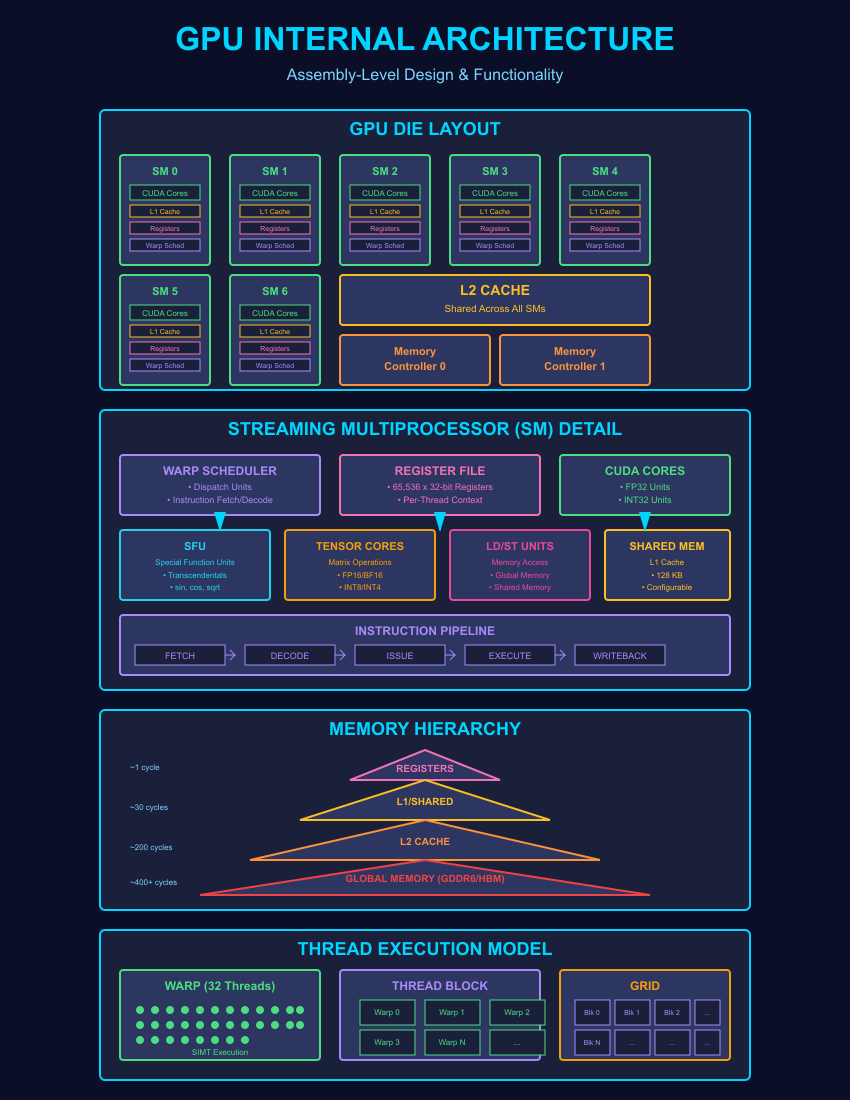 GPU INTERNAL ARCHITECTURE
Assembly-Level Design & Functionality
GPU DIE LAYOUT
SM 0
CUDA Cores
L1 Cache
Registers
Warp Sched
SM 1
CUDA Cores
L1 Cache
Registers
Warp Sched
SM 2
CUDA Cores
L1 Cache
Registers
Warp Sched
SM 3
CUDA Cores
L1 Cache
Registers
Warp Sched
SM 4
CUDA Cores
L1 Cache
Registers
Warp Sched
SM 5
CUDA Cores
L1 Cache
Registers
Warp Sched
SM 6
CUDA Cores
L1 Cache
Registers
Warp Sched
L2 CACHE
Shared Across All SMs
Memory
Controller 0
Memory
Controller 1
STREAMING MULTIPROCESSOR (SM) DETAIL
WARP SCHEDULER
• Dispatch Units
• Instruction Fetch/Decode
REGISTER FILE
• 65,536 x 32-bit Registers
• Per-Thread Context
CUDA CORES
• FP32 Units
• INT32 Units
SFU
Special Function Units
• Transcendentals
• sin, cos, sqrt
TENSOR CORES
Matrix Operations
• FP16/BF16
• INT8/INT4
LD/ST UNITS
Memory Access
• Global Memory
• Shared Memory
SHARED MEM
L1 Cache
• 128 KB
• Configurable
INSTRUCTION PIPELINE
FETCH
DECODE
ISSUE
EXECUTE
WRITEBACK
MEMORY HIERARCHY
~1 cycle
REGISTERS
~30 cycles
L1/SHARED
~200 cycles
L2 CACHE
~400+ cycles
GLOBAL MEMORY (GDDR6/HBM)
THREAD EXECUTION MODEL
WARP (32 Threads)
SIMT Execution
THREAD BLOCK
Warp 0
Warp 1
Warp 2
Warp 3
Warp N
...
GRID
Blk 0
Blk 1
Blk 2
...
Blk N
...
...
...